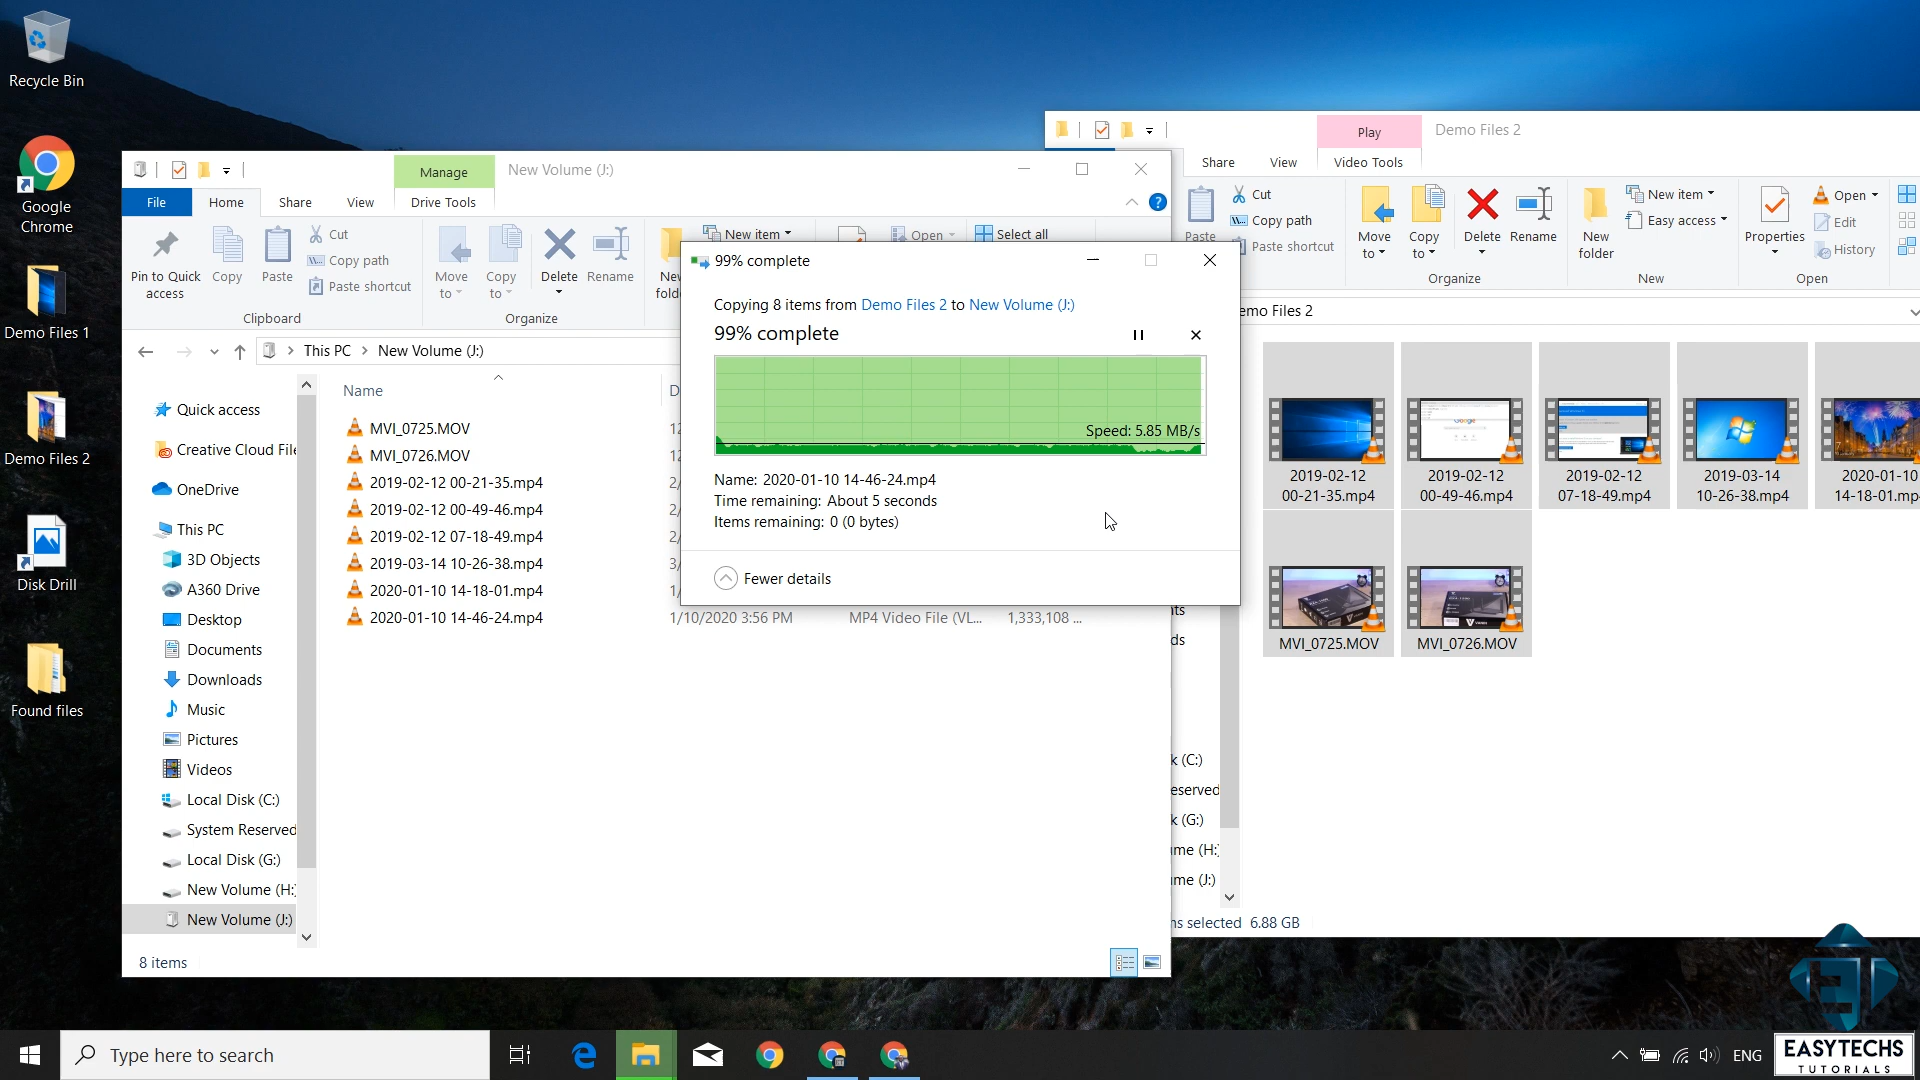 Recycle Bin
Google
Chrome
Demo Files 1
Demo Files 2
Disk Drill
Found files
Manage
New Volume (J:)
File
Home
Share
View
Drive Tools
Pin to Quick
access
Copy
Paste
Cut
Copy path
Paste shortcut
Clipboard
Move
to
Copy
to
Delete
Rename
Organize
New item
Open
Select all
This PC
New Volume (J:)
Quick access
Creative Cloud File
OneDrive
This PC
3D Objects
A360 Drive
Desktop
Documents
Downloads
Music
Pictures
Videos
Local Disk (C:)
System Reserved
Local Disk (G:)
New Volume (H:)
New Volume (J:)
8 items
Name
MVI_0725.MOV
MVI_0726.MOV
2019-02-12 00-21-35.mp4
2019-02-12 00-49-46.mp4
2019-02-12 07-18-49.mp4
2019-03-14 10-26-38.mp4
2020-01-10 14-18-01.mp4
2020-01-10 14-46-24.mp4
1/10/2020 3:56 PM
MP4 Video File (VL...
1,333,108 ...
99% complete
Copying 8 items from Demo Files 2 to New Volume (J:)
99% complete
Speed: 5.85 MB/s
Name: 2020-01-10 14-46-24.mp4
Time remaining: About 5 seconds
Items remaining: 0 (0 bytes)
Fewer details
Play
Demo Files 2
Share
View
Video Tools
Paste
Cut
Copy path
Paste shortcut
Move
to
Copy
to
Delete
Rename
Organize
New
folder
New item
Easy access
New
Properties
Open
Edit
History
Open
emo Files 2
2019-02-12
00-21-35.mp4
2019-02-12
00-49-46.mp4
2019-02-12
07-18-49.mp4
2019-03-14
10-26-38.mp4
2020-01-10
14-18-01.mp
MVI_0725.MOV
MVI_0726.MOV
k (C:)
eserved
k (G:)
me (H:
me (J:)
ns selected 6.88 GB
Type here to search
ENG
EASYTECHS
TUTORIALS